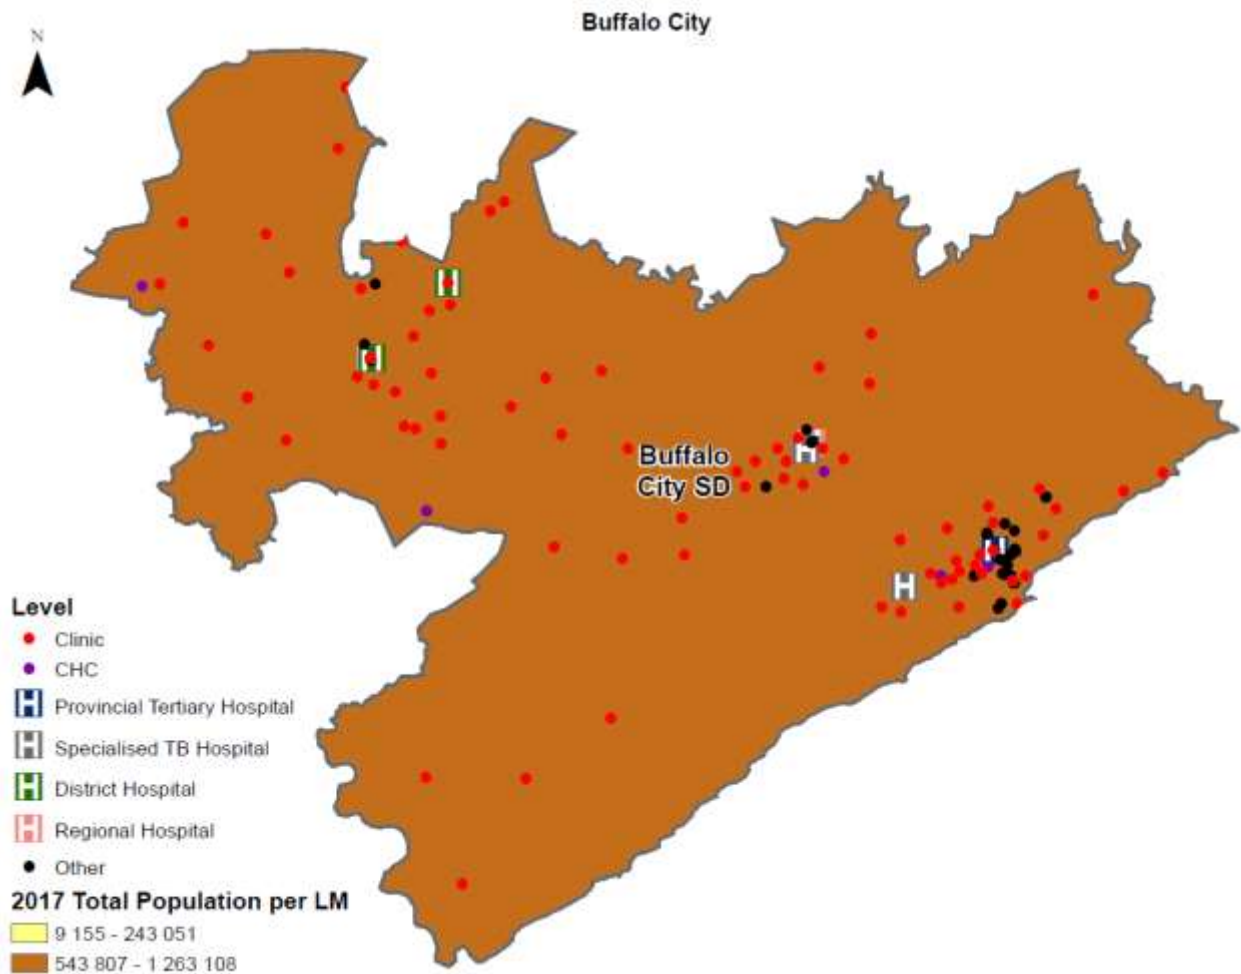 Buffalo City
N
Buffalo
City SD
Level
Clinic
CHC
H Provincial Tertiary Hospital
H Specialised TB Hospital
H District Hospital
H Regional Hospital
Other
2017 Total Population per LM
9 155 - 243 051
543 807 - 1 263 108